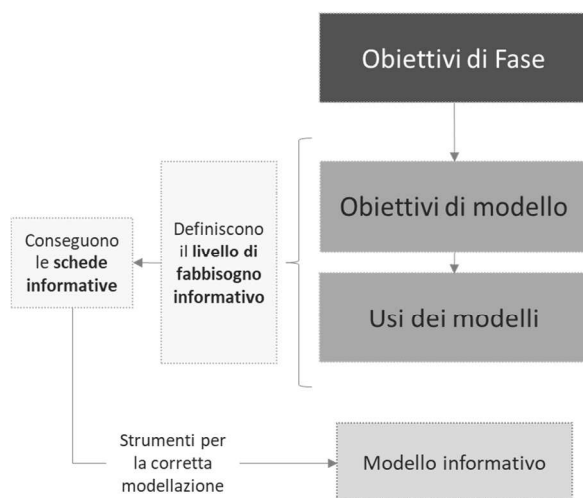 Obiettivi di Fase
Obiettivi di modello
Usi dei modelli
Definiscono
il livello di
fabbisogno
informativo
Conseguono
le schede
informative
Strumenti per
la corretta
modellazione
Modello informativo